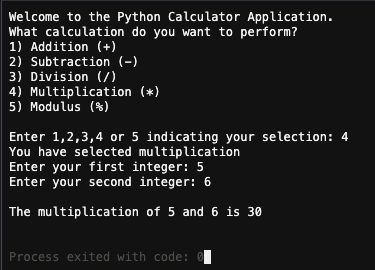 Welcome to the Python Calculator Application.
What calculation do you want to perform?
1) Addition (+)
2) Subtraction (-)
3) Division (/)
4) Multiplication (*)
5) Modulus (%)
Enter 1,2,3,4 or 5 indicating your selection: 4
You have selected multiplication
Enter your first integer: 5
Enter your second integer: 6
The multiplication of 5 and 6 is 30
Process exited with code: 0